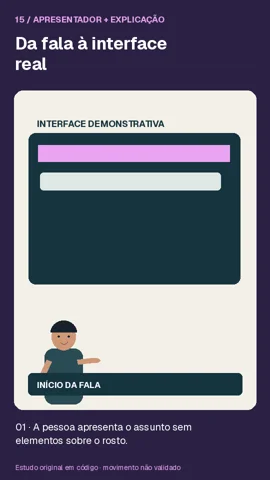 15 / APRESENTADOR + EXPLICAÇÃO
Da fala à interface
real
INTERFACE DEMONSTRATIVA
INÍCIO DA FALA
01 · A pessoa apresenta o assunto sem
elementos sobre o rosto.
Estudo original em código · movimento não validado